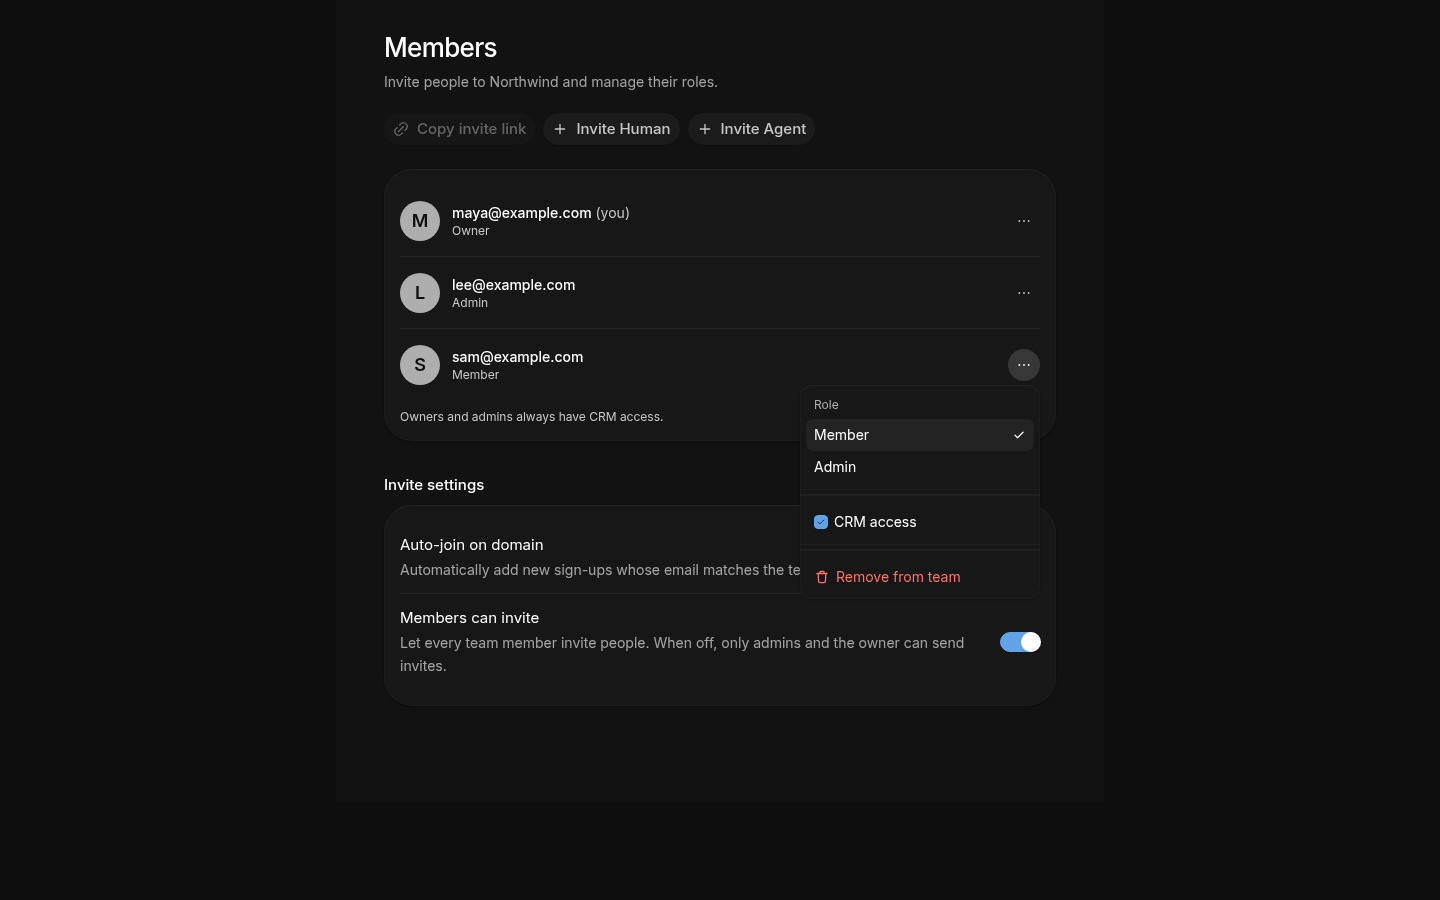 Members
Invite people to Northwind and manage their roles.
Copy invite link
Invite Human
Invite Agent
M
maya@example.com (you)
Owner
L
lee@example.com
Admin
S
sam@example.com
Member
Owners and admins always have CRM access.
Role
Member
Admin
CRM access
Remove from team
Invite settings
Auto-join on domain
Automatically add new sign-ups whose email matches the
Members can invite
Let every team member invite people. When off, only admins and the owner can send
invites.